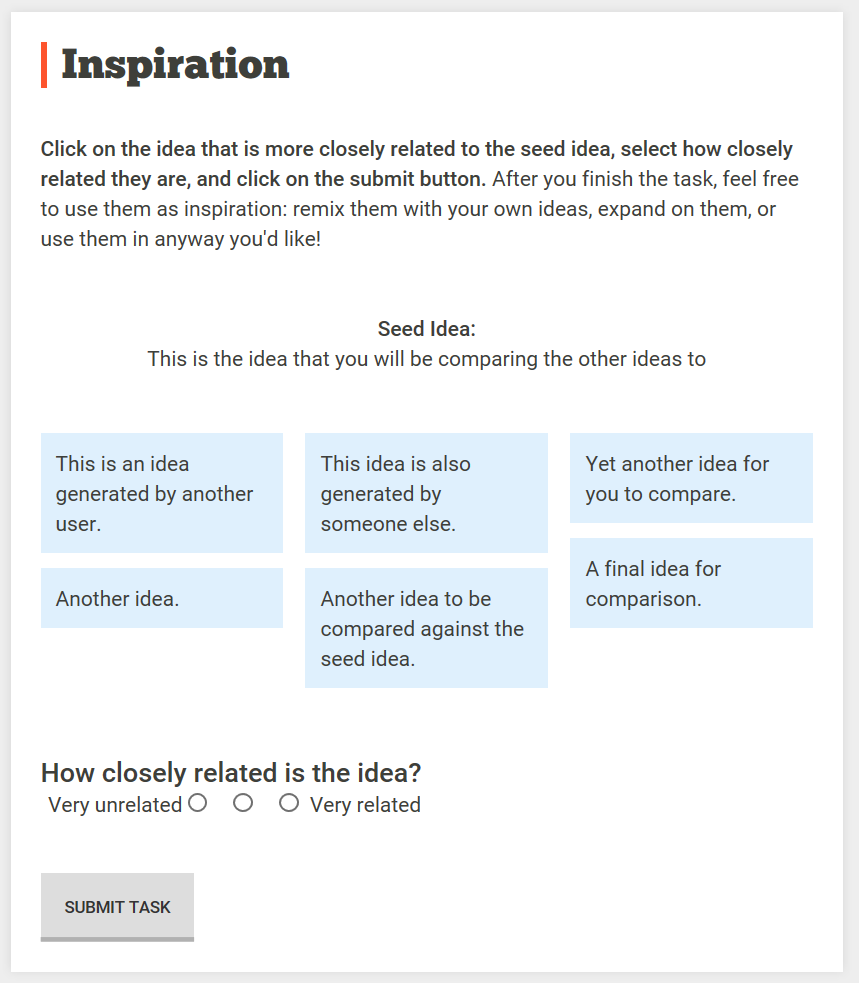 Inspiration
Click on the idea that is more closely related to the seed idea, select how closely
related they are, and click on the submit button. After you finish the task, feel free
to use them as inspiration: remix them with your own ideas, expand on them, or
use them in anyway you'd like!
Seed Idea:
This is the idea that you will be comparing the other ideas to
This is an idea
generated by another
user.
Another idea.
This idea is also
generated by
someone else.
Another idea to be
compared against the
seed idea.
Yet another idea for
you to compare.
A final idea for
comparison.
How closely related is the idea?
Very unrelated Very related
SUBMIT TASK